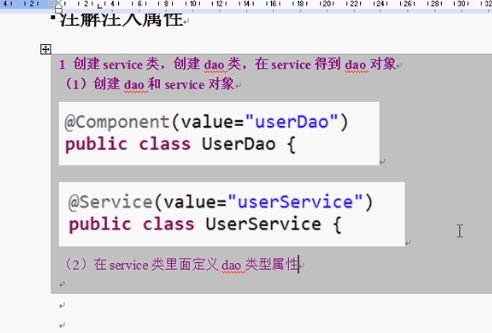 注解注入属性
1 创建 service 类，创建 dao 类，在 service 得到 dao 对象
（1）创建 dao 和 service 对象
@Component(value="userDao")
public class UserDao {
@Service(value="userService")
public class UserService {
（2）在 service 类里面定义 dao 类型属性